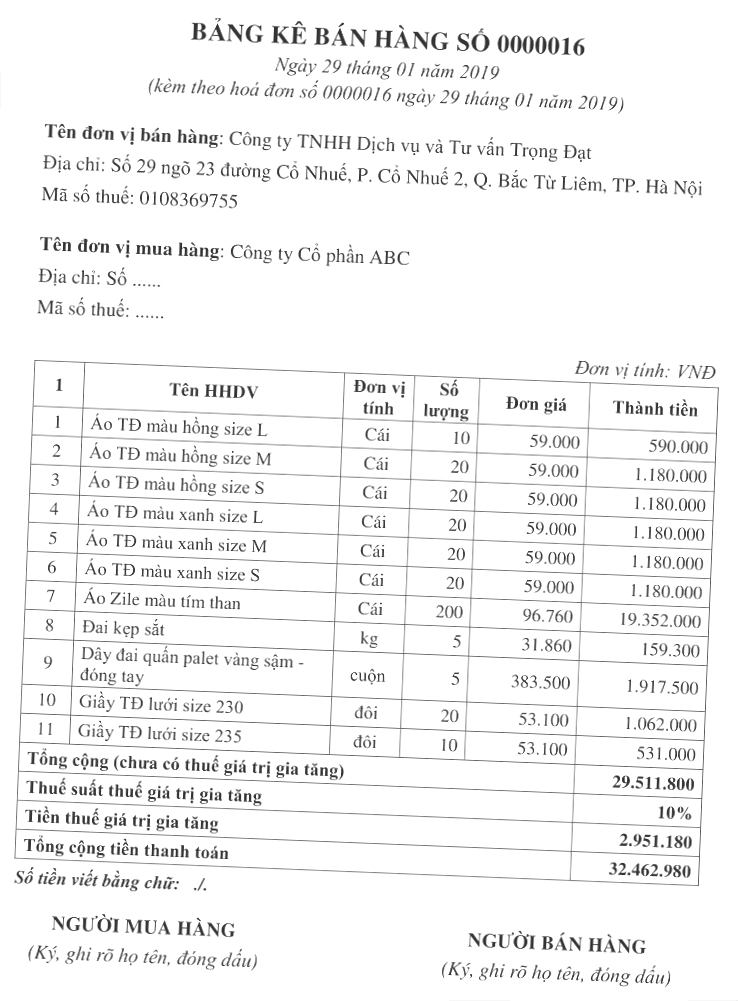 BẢNG KÊ BÁN HÀNG SỐ 0000016
Ngày 29 tháng 01 năm 2019
(kèm theo hoá đơn số 0000016 ngày 29 tháng 01 năm 2019)
Tên đơn vị bán hàng: Công ty TNHH Dịch vụ và Tư vấn Trọng Đạt
Địa chỉ: Số 29 ngõ 23 đường Cổ Nhuế, P. Cổ Nhuế 2, Q. Bắc Từ Liêm, TP. Hà Nội
Mã số thuế: 0108369755
Tên đơn vị mua hàng: Công ty Cổ phần ABC
Địa chỉ: Số ......
Mã số thuế: ......
Đơn vị tính: VNĐ
1 Tên HHDV Đơn vị tính Số lượng Đơn giá Thành tiền
1 Áo TĐ màu hồng size L Cái 10 59.000 590.000
2 Áo TĐ màu hồng size M Cái 20 59.000 1.180.000
3 Áo TĐ màu hồng size S Cái 20 59.000 1.180.000
4 Áo TĐ màu xanh size L Cái 20 59.000 1.180.000
5 Áo TĐ màu xanh size M Cái 20 59.000 1.180.000
6 Áo TĐ màu xanh size S Cái 20 59.000 1.180.000
7 Áo Zile màu tím than Cái 200 96.760 19.352.000
8 Đai kẹp sắt kg 5 31.860 159.300
9 Dây đai quấn palet vàng sậm - đóng tay cuộn 5 383.500 1.917.500
10 Giầy TĐ lưới size 230 đôi 20 53.100 1.062.000
11 Giầy TĐ lưới size 235 đôi 10 53.100 531.000
Tổng cộng (chưa có thuế giá trị gia tăng) 29.511.800
Thuế suất thuế giá trị gia tăng 10%
Tiền thuế giá trị gia tăng 2.951.180
Tổng cộng tiền thanh toán 32.462.980
Số tiền viết bằng chữ: ./.
NGƯỜI MUA HÀNG NGƯỜI BÁN HÀNG
(Ký, ghi rõ họ tên, đóng dấu) (Ký, ghi rõ họ tên, đóng dấu)